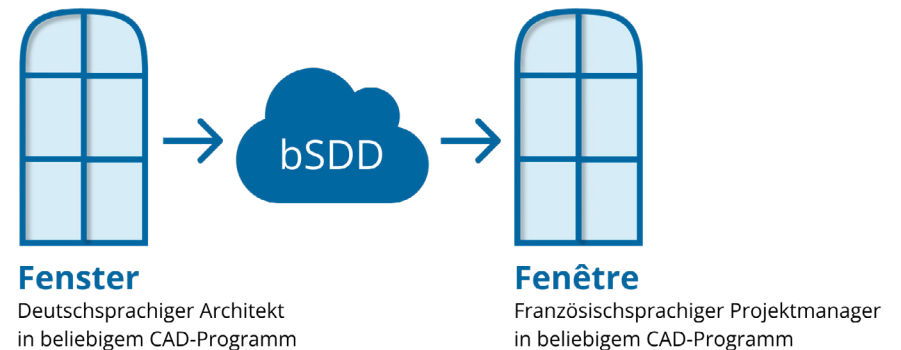 bSDD
Fenster
Deutschsprachiger Architekt
in beliebigem CAD-Programm
Fenêtre
Französischsprachiger Projektmanager
in beliebigem CAD-Programm